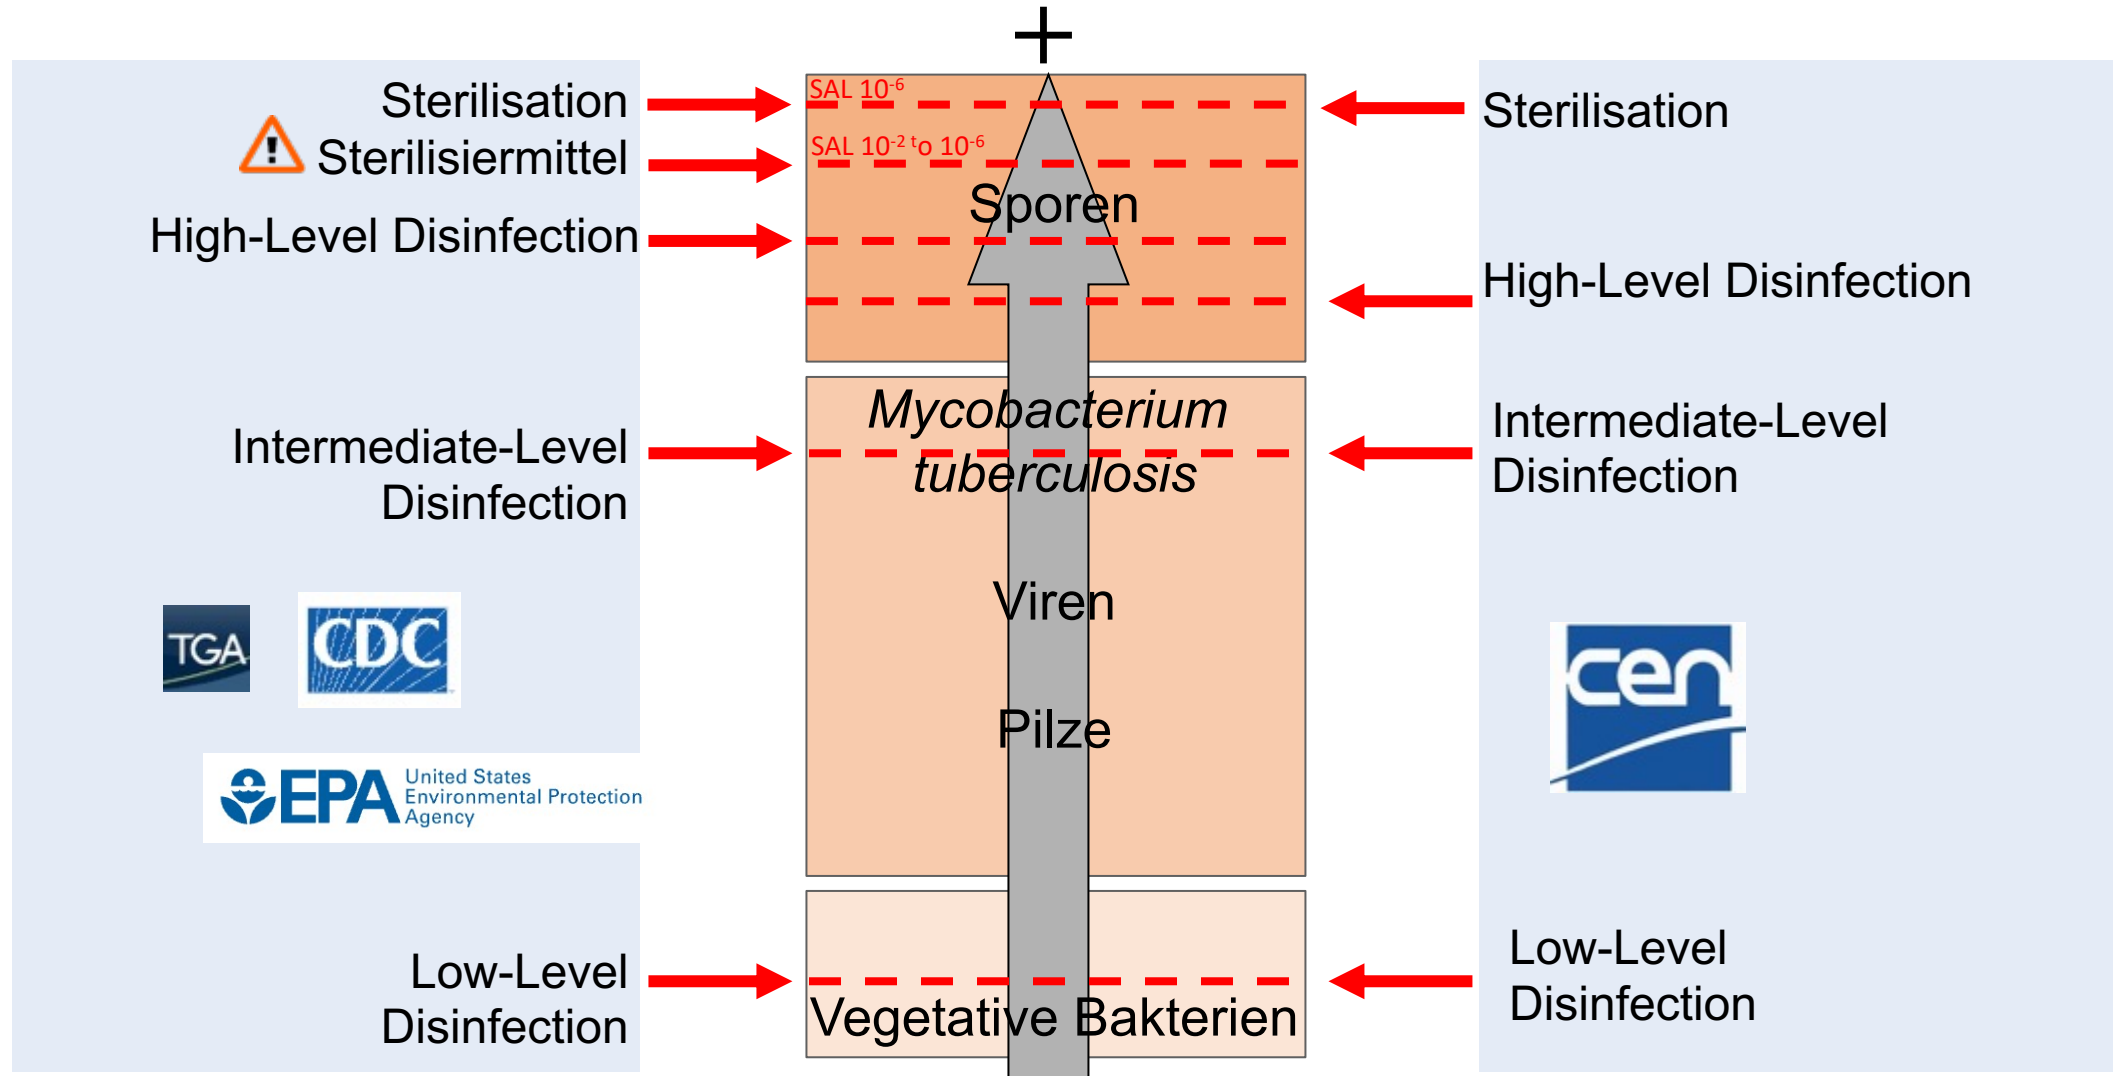 +
Sterilisation
Sterilisiermittel
High-Level Disinfection
Intermediate-Level
Disinfection
TGA
CDC
EPA
United States
Environmental Protection
Agency
Low-Level
Disinfection
SAL 10⁻⁶
SAL 10⁻² ᵗo 10⁻⁶
Sporen
Mycobacterium
tuberculosis
Viren
Pilze
Vegetative Bakterien
Sterilisation
High-Level Disinfection
Intermediate-Level
Disinfection
cen
Low-Level
Disinfection